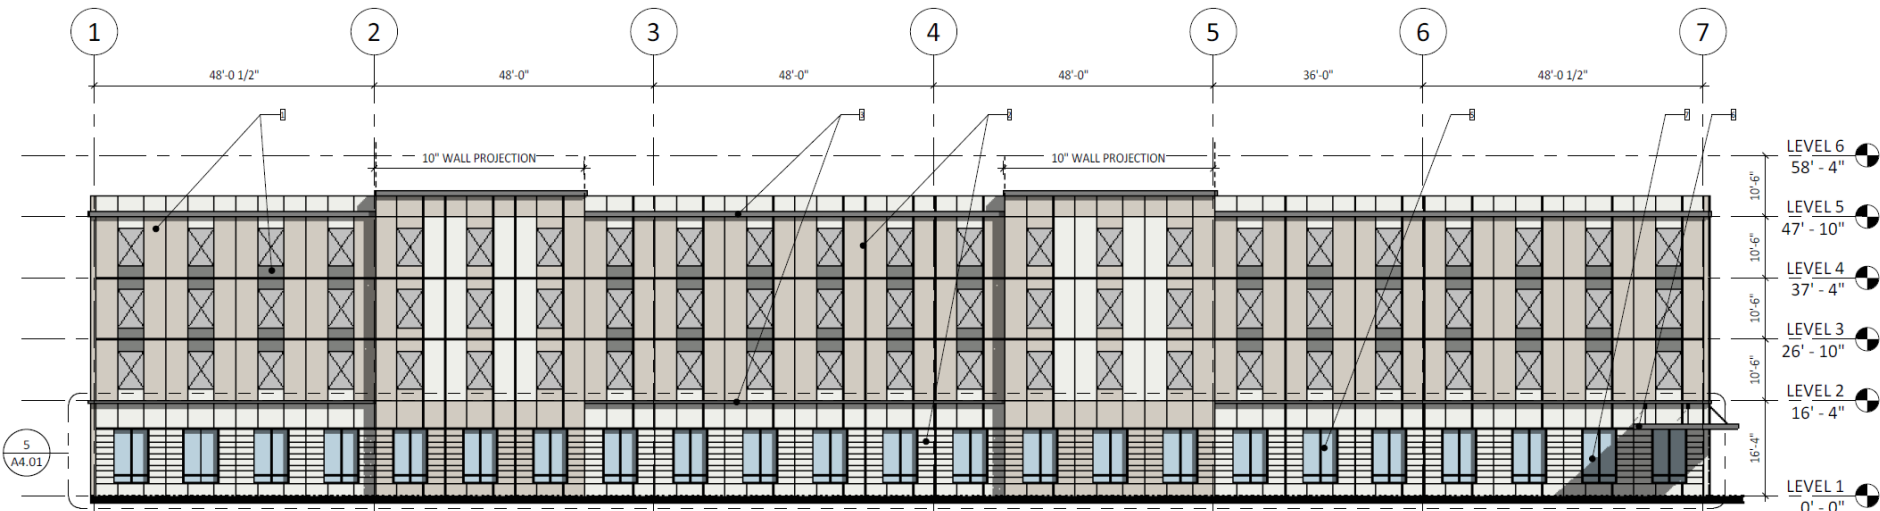 1 2 3 4 5 6 7
48'-0 1/2" 48'-0" 48'-0" 48'-0" 36'-0" 48'-0 1/2"
10" WALL PROJECTION 10" WALL PROJECTION
LEVEL 6
58' - 4"
10'-6"
LEVEL 5
47' - 10"
10'-6"
LEVEL 4
37' - 4"
10'-6"
LEVEL 3
26' - 10"
10'-6"
LEVEL 2
16' - 4"
5
A4.01
16'-4"
LEVEL 1
0' - 0"